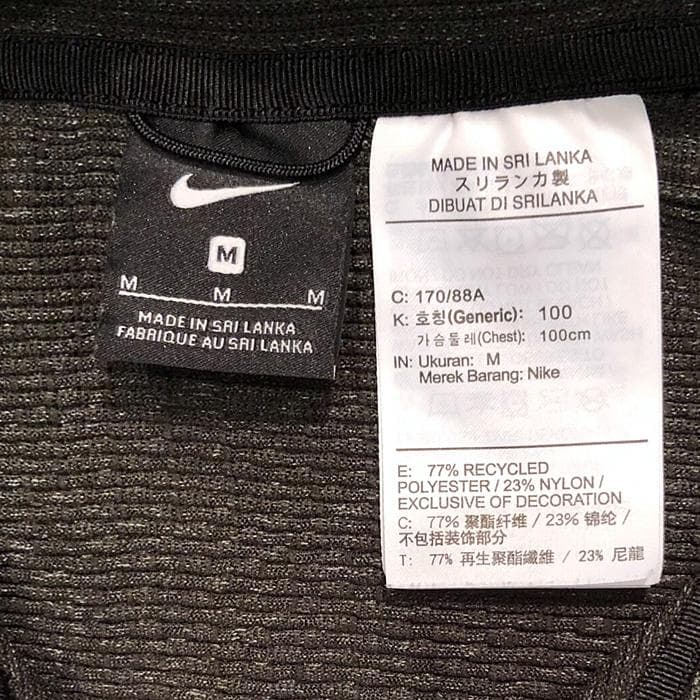 M
M M M
MADE IN SRI LANKA
FABRIQUE AU SRI LANKA
MADE IN SRI LANKA
スリランカ製
DIBUAT DI SRILANKA
C: 170/88A
K: 호칭(Generic): 100
가슴둘레(Chest): 100cm
IN: Ukuran: M
Merek Barang: Nike
E: 77% RECYCLED
POLYESTER / 23% NYLON /
EXCLUSIVE OF DECORATION
C: 77% 聚酯纤维 / 23% 锦纶 /
不包括装饰部分
T: 77% 再生聚酯纖維 / 23% 尼龍